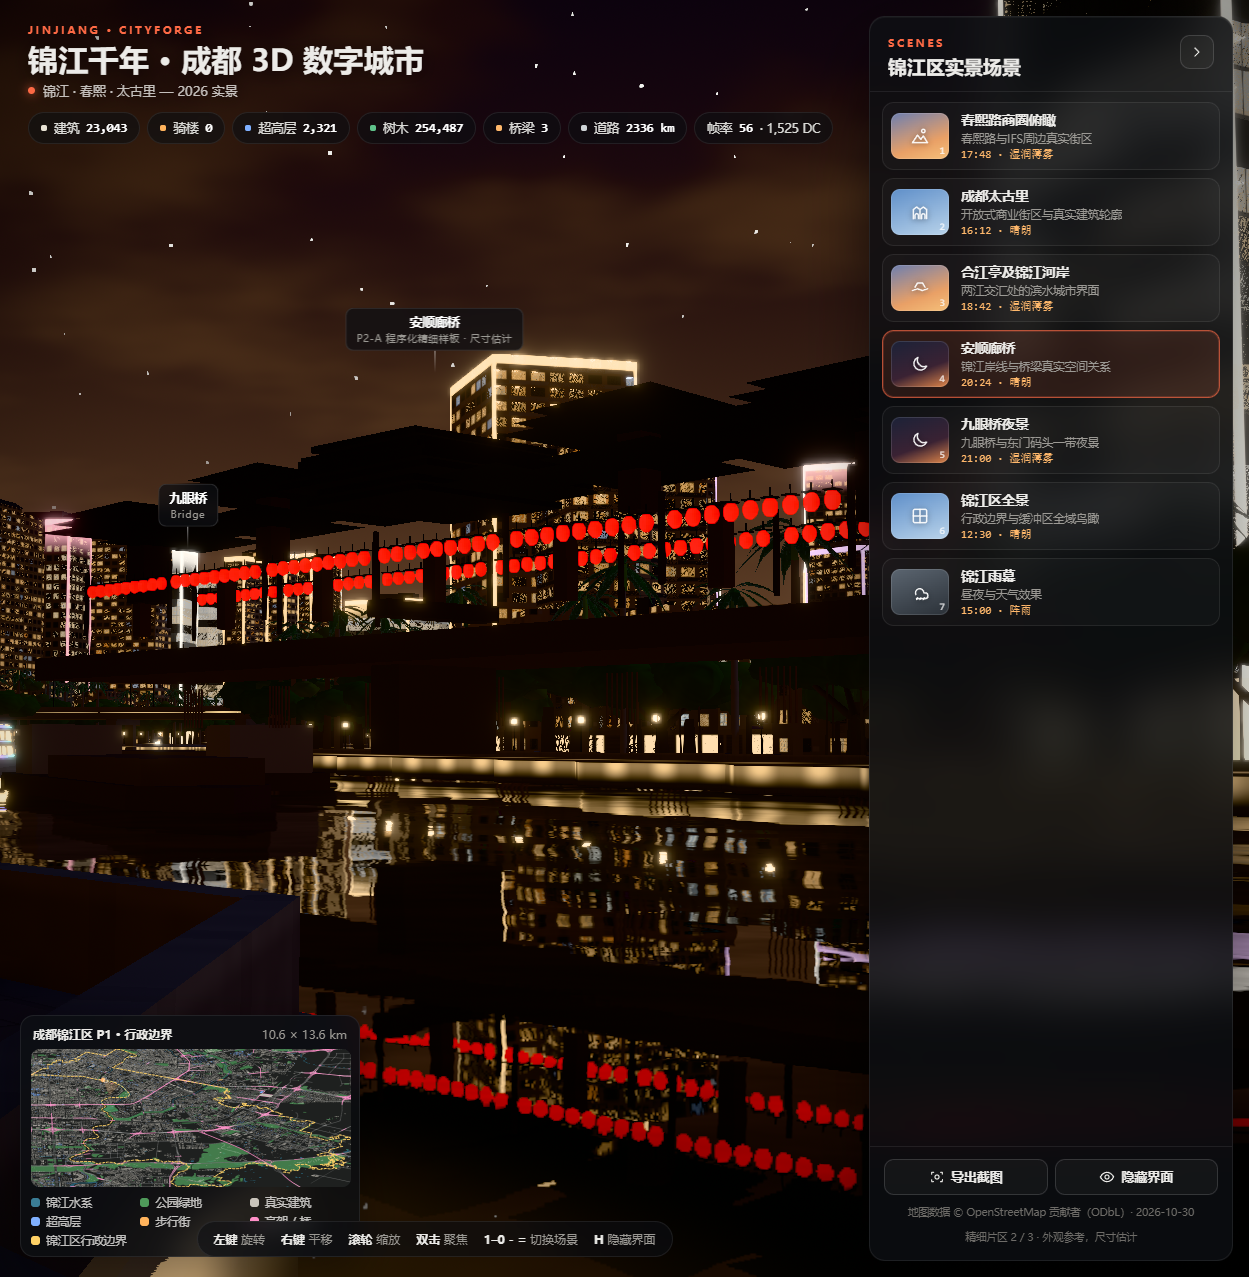 JINJIANG • CITYFORGE
锦江千年 • 成都 3D 数字城市
锦江 · 春熙 · 太古里 — 2026 实景
建筑 23,043
骑楼 0
超高层 2,321
树木 254,487
桥梁 3
道路 2336 km
帧率 56 · 1,525 DC
安顺廊桥
P2-A 程序化精细样板 · 尺寸估计
九眼桥
Bridge
SCENES
锦江区实景场景
春熙路商圈俯瞰
春熙路与IFS周边真实街区
17:48 · 湿润薄雾
1
成都太古里
开放式商业街区与真实建筑轮廓
16:12 · 晴朗
2
合江亭及锦江河岸
两江交汇处的滨水城市界面
18:42 · 湿润薄雾
3
安顺廊桥
锦江岸线与桥梁真实空间关系
20:24 · 晴朗
4
九眼桥夜景
九眼桥与东门码头一带夜景
21:00 · 湿润薄雾
5
锦江区全景
行政边界与缓冲区全域鸟瞰
12:30 · 晴朗
6
锦江雨幕
昼夜与天气效果
15:00 · 阵雨
7
成都锦江区 P1 • 行政边界
10.6 × 13.6 km
锦江水系
公园绿地
真实建筑
超高层
步行街
锦江区行政边界
左键 旋转 右键 平移 滚轮 缩放 双击 聚焦 1–0 - = 切换场景 H 隐藏界面
导出截图
隐藏界面
地图数据 © OpenStreetMap 贡献者（ODbL）· 2026-10-30
精细片区 2 / 3 · 外观参考，尺寸估计